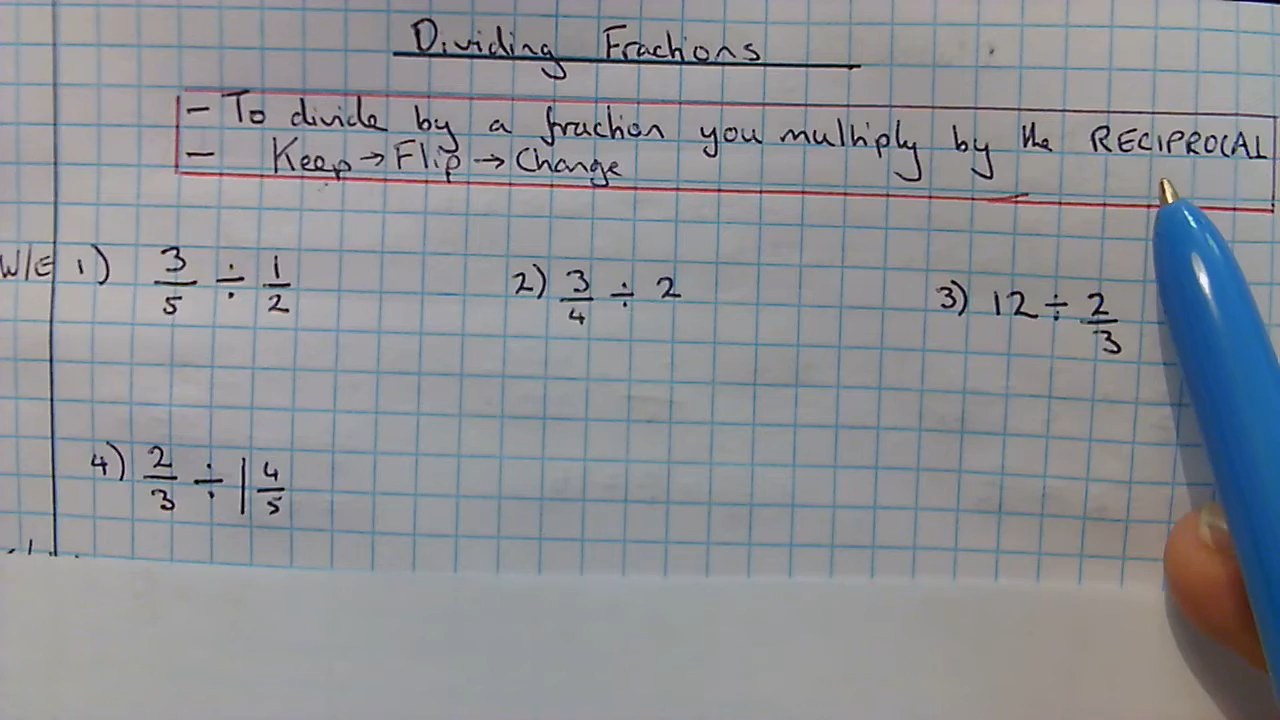 Dividing Fractions
- To divide by a fraction you multiply by the RECIPROCAL
- Keep → Flip → Change
W/E 1) 3/5 ÷ 1/2 2) 3/4 ÷ 2 3) 12 ÷ 2/3
4) 2/3 ÷ 1 4/5